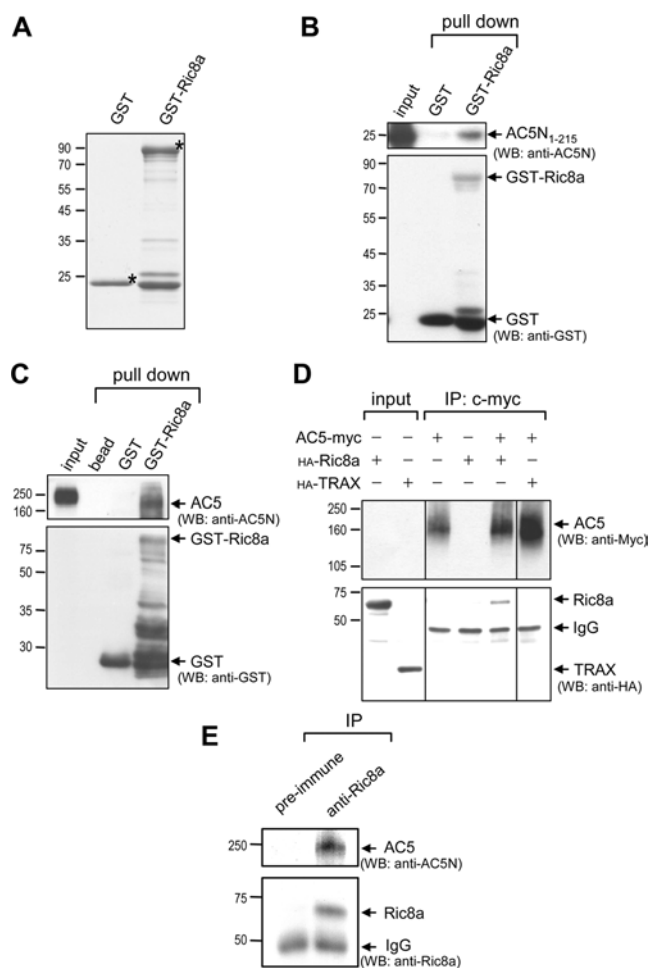 A
GST
GST-Ric8a
90
70
55
45
35
25
*
*
B
pull down
input
GST
GST-Ric8a
25
AC5N1-215
(WB: anti-AC5N)
90
70
55
35
25
GST-Ric8a
GST
(WB: anti-GST)
C
pull down
input
bead
GST
GST-Ric8a
250
160
AC5
(WB: anti-AC5N)
75
50
35
30
GST-Ric8a
GST
(WB: anti-GST)
D
input
IP: c-myc
AC5-myc – – + – + +
HA-Ric8a + – – + + –
HA-TRAX – + – – – +
250
160
105
AC5
(WB: anti-Myc)
75
50
Ric8a
IgG
TRAX
(WB: anti-HA)
E
IP
pre-immune
anti-Ric8a
250
AC5
(WB: anti-AC5N)
75
50
Ric8a
IgG
(WB: anti-Ric8a)